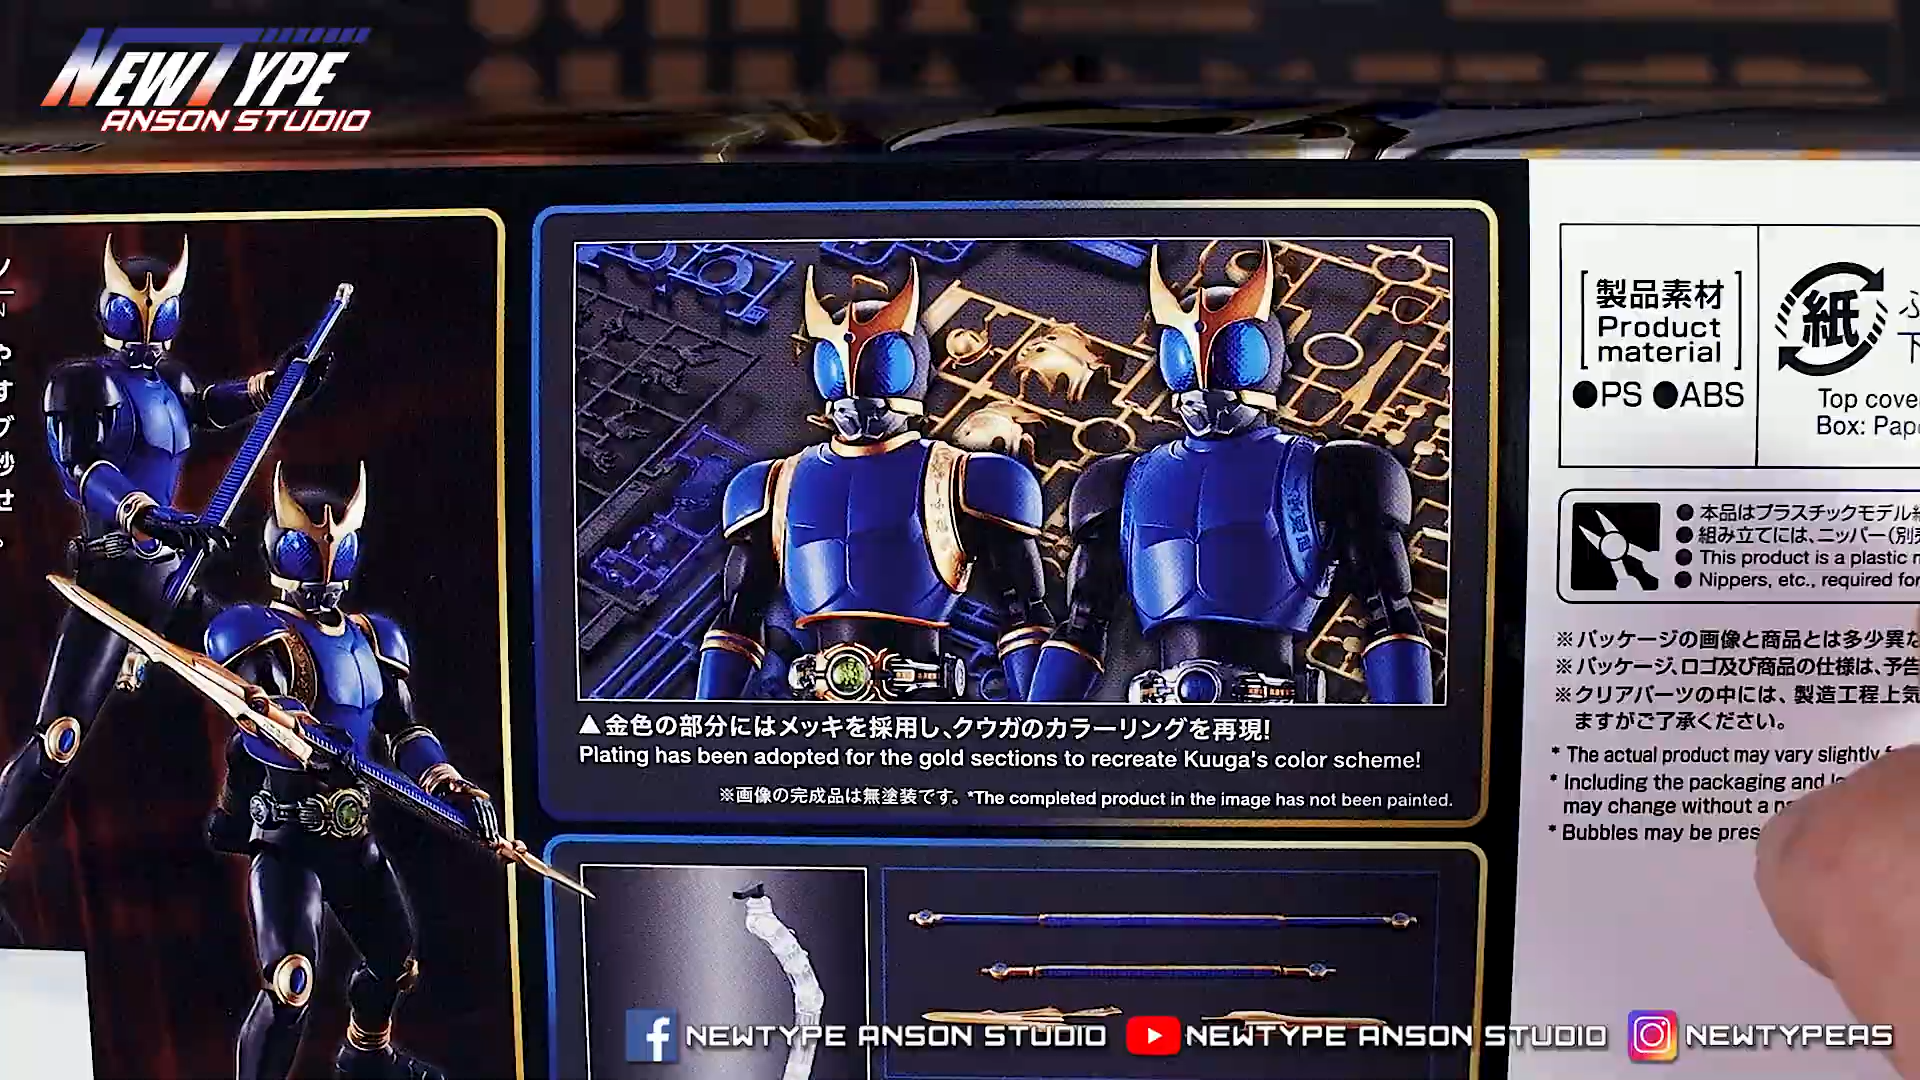 NEWTYPE
ANSON STUDIO
や
す
ブ
秒
せ
。
▲金色の部分にはメッキを採用し、クウガのカラーリングを再現!
Plating has been adopted for the gold sections to recreate Kuuga's color scheme!
※画像の完成品は無塗装です。*The completed product in the image has not been painted.
製品素材
Product
material
●PS ●ABS
紙
Top cove
Box: Pap
● 本品はプラスチックモデル
● 組み立てには、ニッパー(別
● This product is a plastic
● Nippers, etc., required for
※パッケージの画像と商品とは多少異な
※パッケージ、ロゴ及び商品の仕様は、予告
※クリアパーツの中には、製造工程上気
ますがご了承ください。
* The actual product may vary slightly
* Including the packaging and
may change without a
* Bubbles may be pres
NEWTYPE ANSON STUDIO
NEWTYPE ANSON STUDIO
NEWTYPEAS